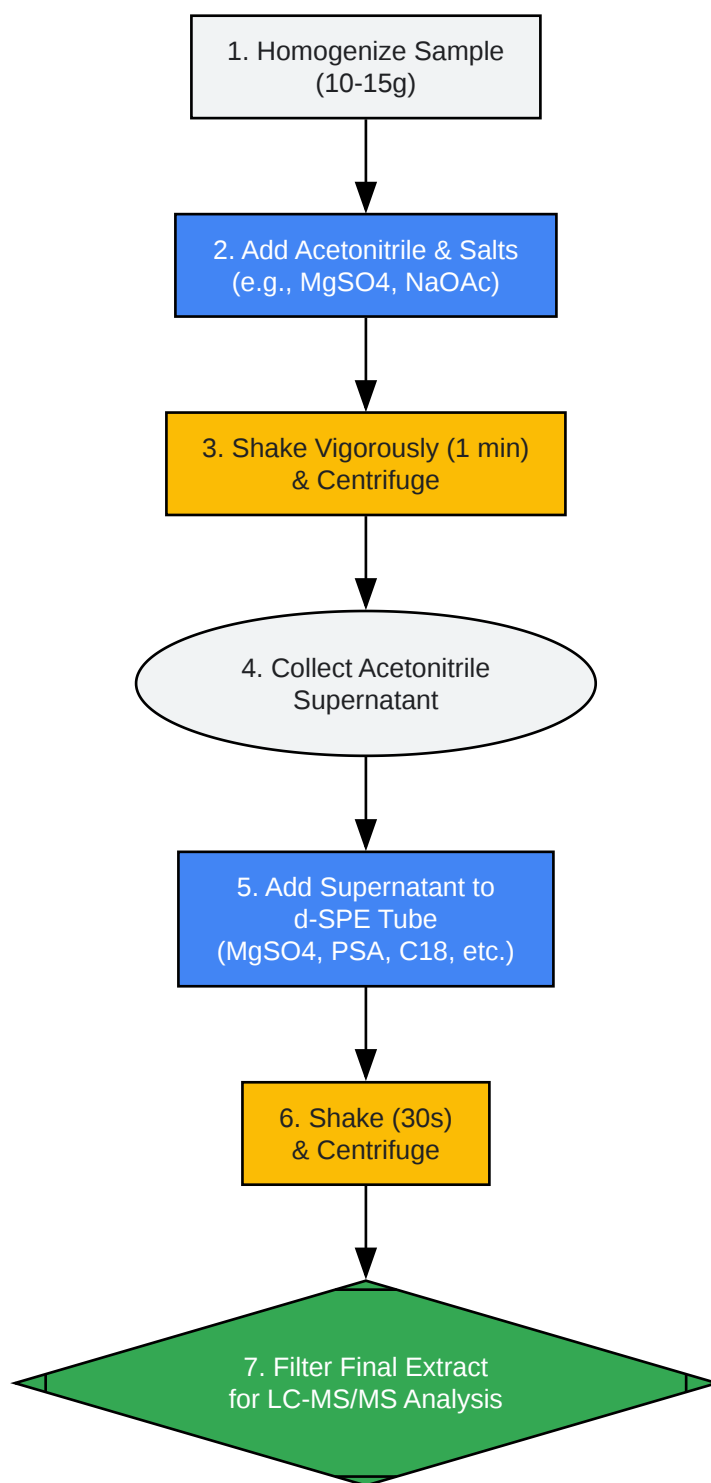 1. Homogenize Sample
(10-15g)
2. Add Acetonitrile & Salts
(e.g., MgSO4, NaOAc)
3. Shake Vigorously (1 min)
& Centrifuge
4. Collect Acetonitrile
Supernatant
5. Add Supernatant to
d-SPE Tube
(MgSO4, PSA, C18, etc.)
6. Shake (30s)
& Centrifuge
7. Filter Final Extract
for LC-MS/MS Analysis